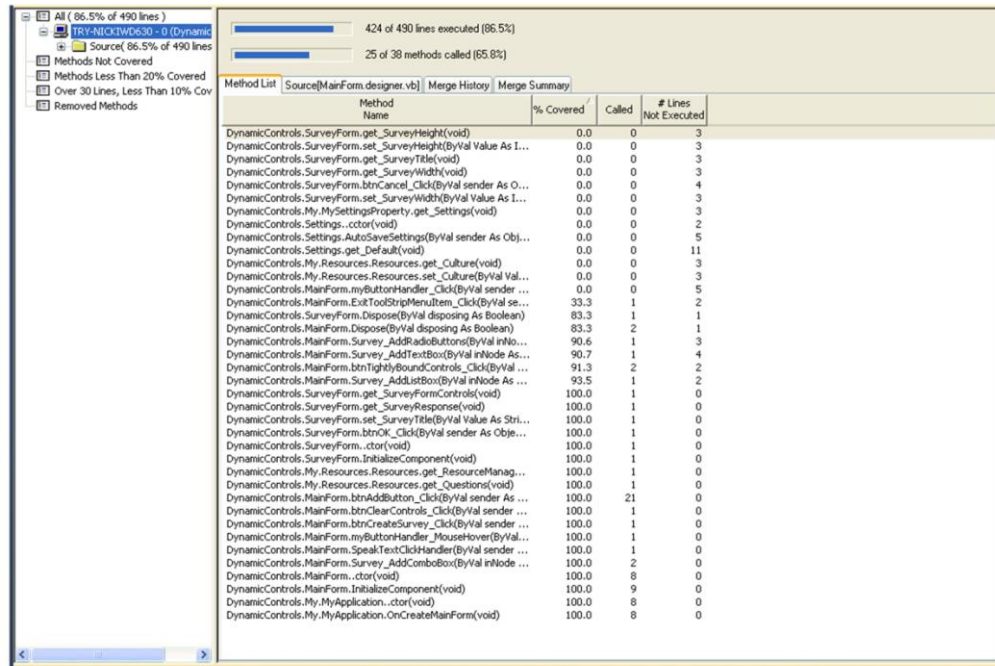 All ( 86.5% of 490 lines )
TRY-NICKIWD630 - 0 (Dynamic
Source( 86.5% of 490 lines
Methods Not Covered
Methods Less Than 20% Covered
Over 30 Lines, Less Than 10% Cov
Removed Methods
424 of 490 lines executed (86.5%)
25 of 38 methods called (65.8%)
Method List Source[MainForm.designer.vb] Merge History Merge Summary
Method Name % Covered Called # Lines Not Executed
DynamicControls.SurveyForm.get_SurveyHeight(void) 0.0 0 3
DynamicControls.SurveyForm.set_SurveyHeight(ByVal Value As I... 0.0 0 3
DynamicControls.SurveyForm.get_SurveyTitle(void) 0.0 0 3
DynamicControls.SurveyForm.get_SurveyWidth(void) 0.0 0 3
DynamicControls.SurveyForm.btnCancel_Click(ByVal sender As O... 0.0 0 4
DynamicControls.SurveyForm.set_SurveyWidth(ByVal Value As I... 0.0 0 3
DynamicControls.My.MySettingsProperty.get_Settings(void) 0.0 0 3
DynamicControls.Settings..cctor(void) 0.0 0 2
DynamicControls.Settings.AutoSaveSettings(ByVal sender As Obj... 0.0 0 5
DynamicControls.Settings.get_Default(void) 0.0 0 11
DynamicControls.My.Resources.Resources.get_Culture(void) 0.0 0 3
DynamicControls.My.Resources.Resources.set_Culture(ByVal Val... 0.0 0 3
DynamicControls.MainForm.myButtonHandler_Click(ByVal sender ... 0.0 0 5
DynamicControls.MainForm.ExitToolStripMenuItem_Click(ByVal se... 33.3 1 2
DynamicControls.SurveyForm.Dispose(ByVal disposing As Boolean) 83.3 1 1
DynamicControls.MainForm.Dispose(ByVal disposing As Boolean) 83.3 2 1
DynamicControls.MainForm.Survey_AddRadioButtons(ByVal inNo... 90.6 1 3
DynamicControls.MainForm.Survey_AddTextBox(ByVal inNode As... 90.7 1 4
DynamicControls.MainForm.btnTightlyBoundControls_Click(ByVal ... 91.3 2 2
DynamicControls.MainForm.Survey_AddListBox(ByVal inNode As ... 93.5 1 2
DynamicControls.SurveyForm.get_SurveyFormControls(void) 100.0 1 0
DynamicControls.SurveyForm.get_SurveyResponse(void) 100.0 1 0
DynamicControls.SurveyForm.set_SurveyTitle(ByVal Value As Stri... 100.0 1 0
DynamicControls.SurveyForm.btnOK_Click(ByVal sender As Obje... 100.0 1 0
DynamicControls.SurveyForm..ctor(void) 100.0 1 0
DynamicControls.SurveyForm.InitializeComponent(void) 100.0 1 0
DynamicControls.My.Resources.Resources.get_ResourceManag... 100.0 1 0
DynamicControls.My.Resources.Resources.get_Questions(void) 100.0 1 0
DynamicControls.MainForm.btnAddButton_Click(ByVal sender As ... 100.0 21 0
DynamicControls.MainForm.btnClearControls_Click(ByVal sender ... 100.0 1 0
DynamicControls.MainForm.btnCreateSurvey_Click(ByVal sender ... 100.0 1 0
DynamicControls.MainForm.myButtonHandler_MouseHover(ByVal... 100.0 1 0
DynamicControls.MainForm.SpeakTextClickHandler(ByVal sender ... 100.0 1 0
DynamicControls.MainForm.Survey_AddComboBox(ByVal inNode ... 100.0 2 0
DynamicControls.MainForm..ctor(void) 100.0 8 0
DynamicControls.MainForm.InitializeComponent(void) 100.0 9 0
DynamicControls.My.MyApplication..ctor(void) 100.0 8 0
DynamicControls.My.MyApplication.OnCreateMainForm(void) 100.0 8 0